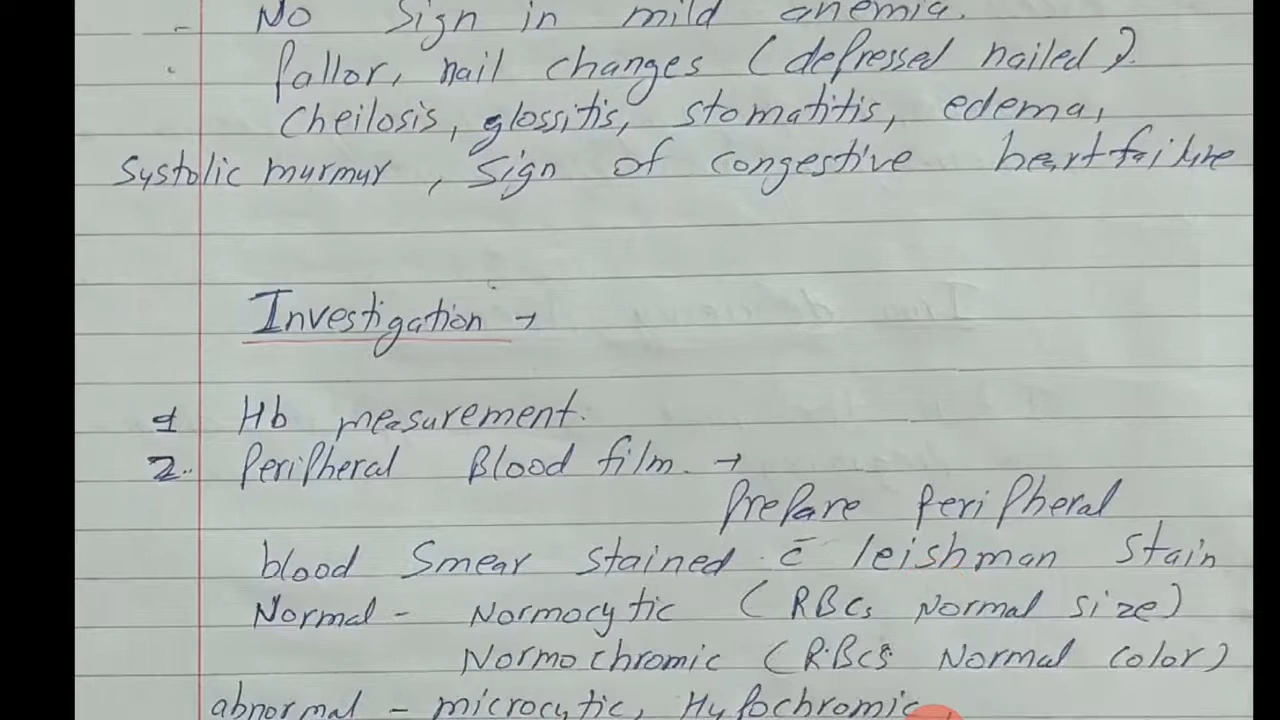 - No sign in mild anemia.
Pallor, nail changes (depressed nailed).
Cheilosis, glossitis, stomatitis, edema,
Systolic murmur, Sign of congestive heart failure
Investigation →
1 Hb measurement.
2. Peripheral Blood film. →
Prepare Peripheral
blood Smear stained c̄ leishman Stain
Normal - Normocytic (RBCs Normal size)
Normochromic (RBCs Normal Color)
abnormal - microcytic, Hypochromic